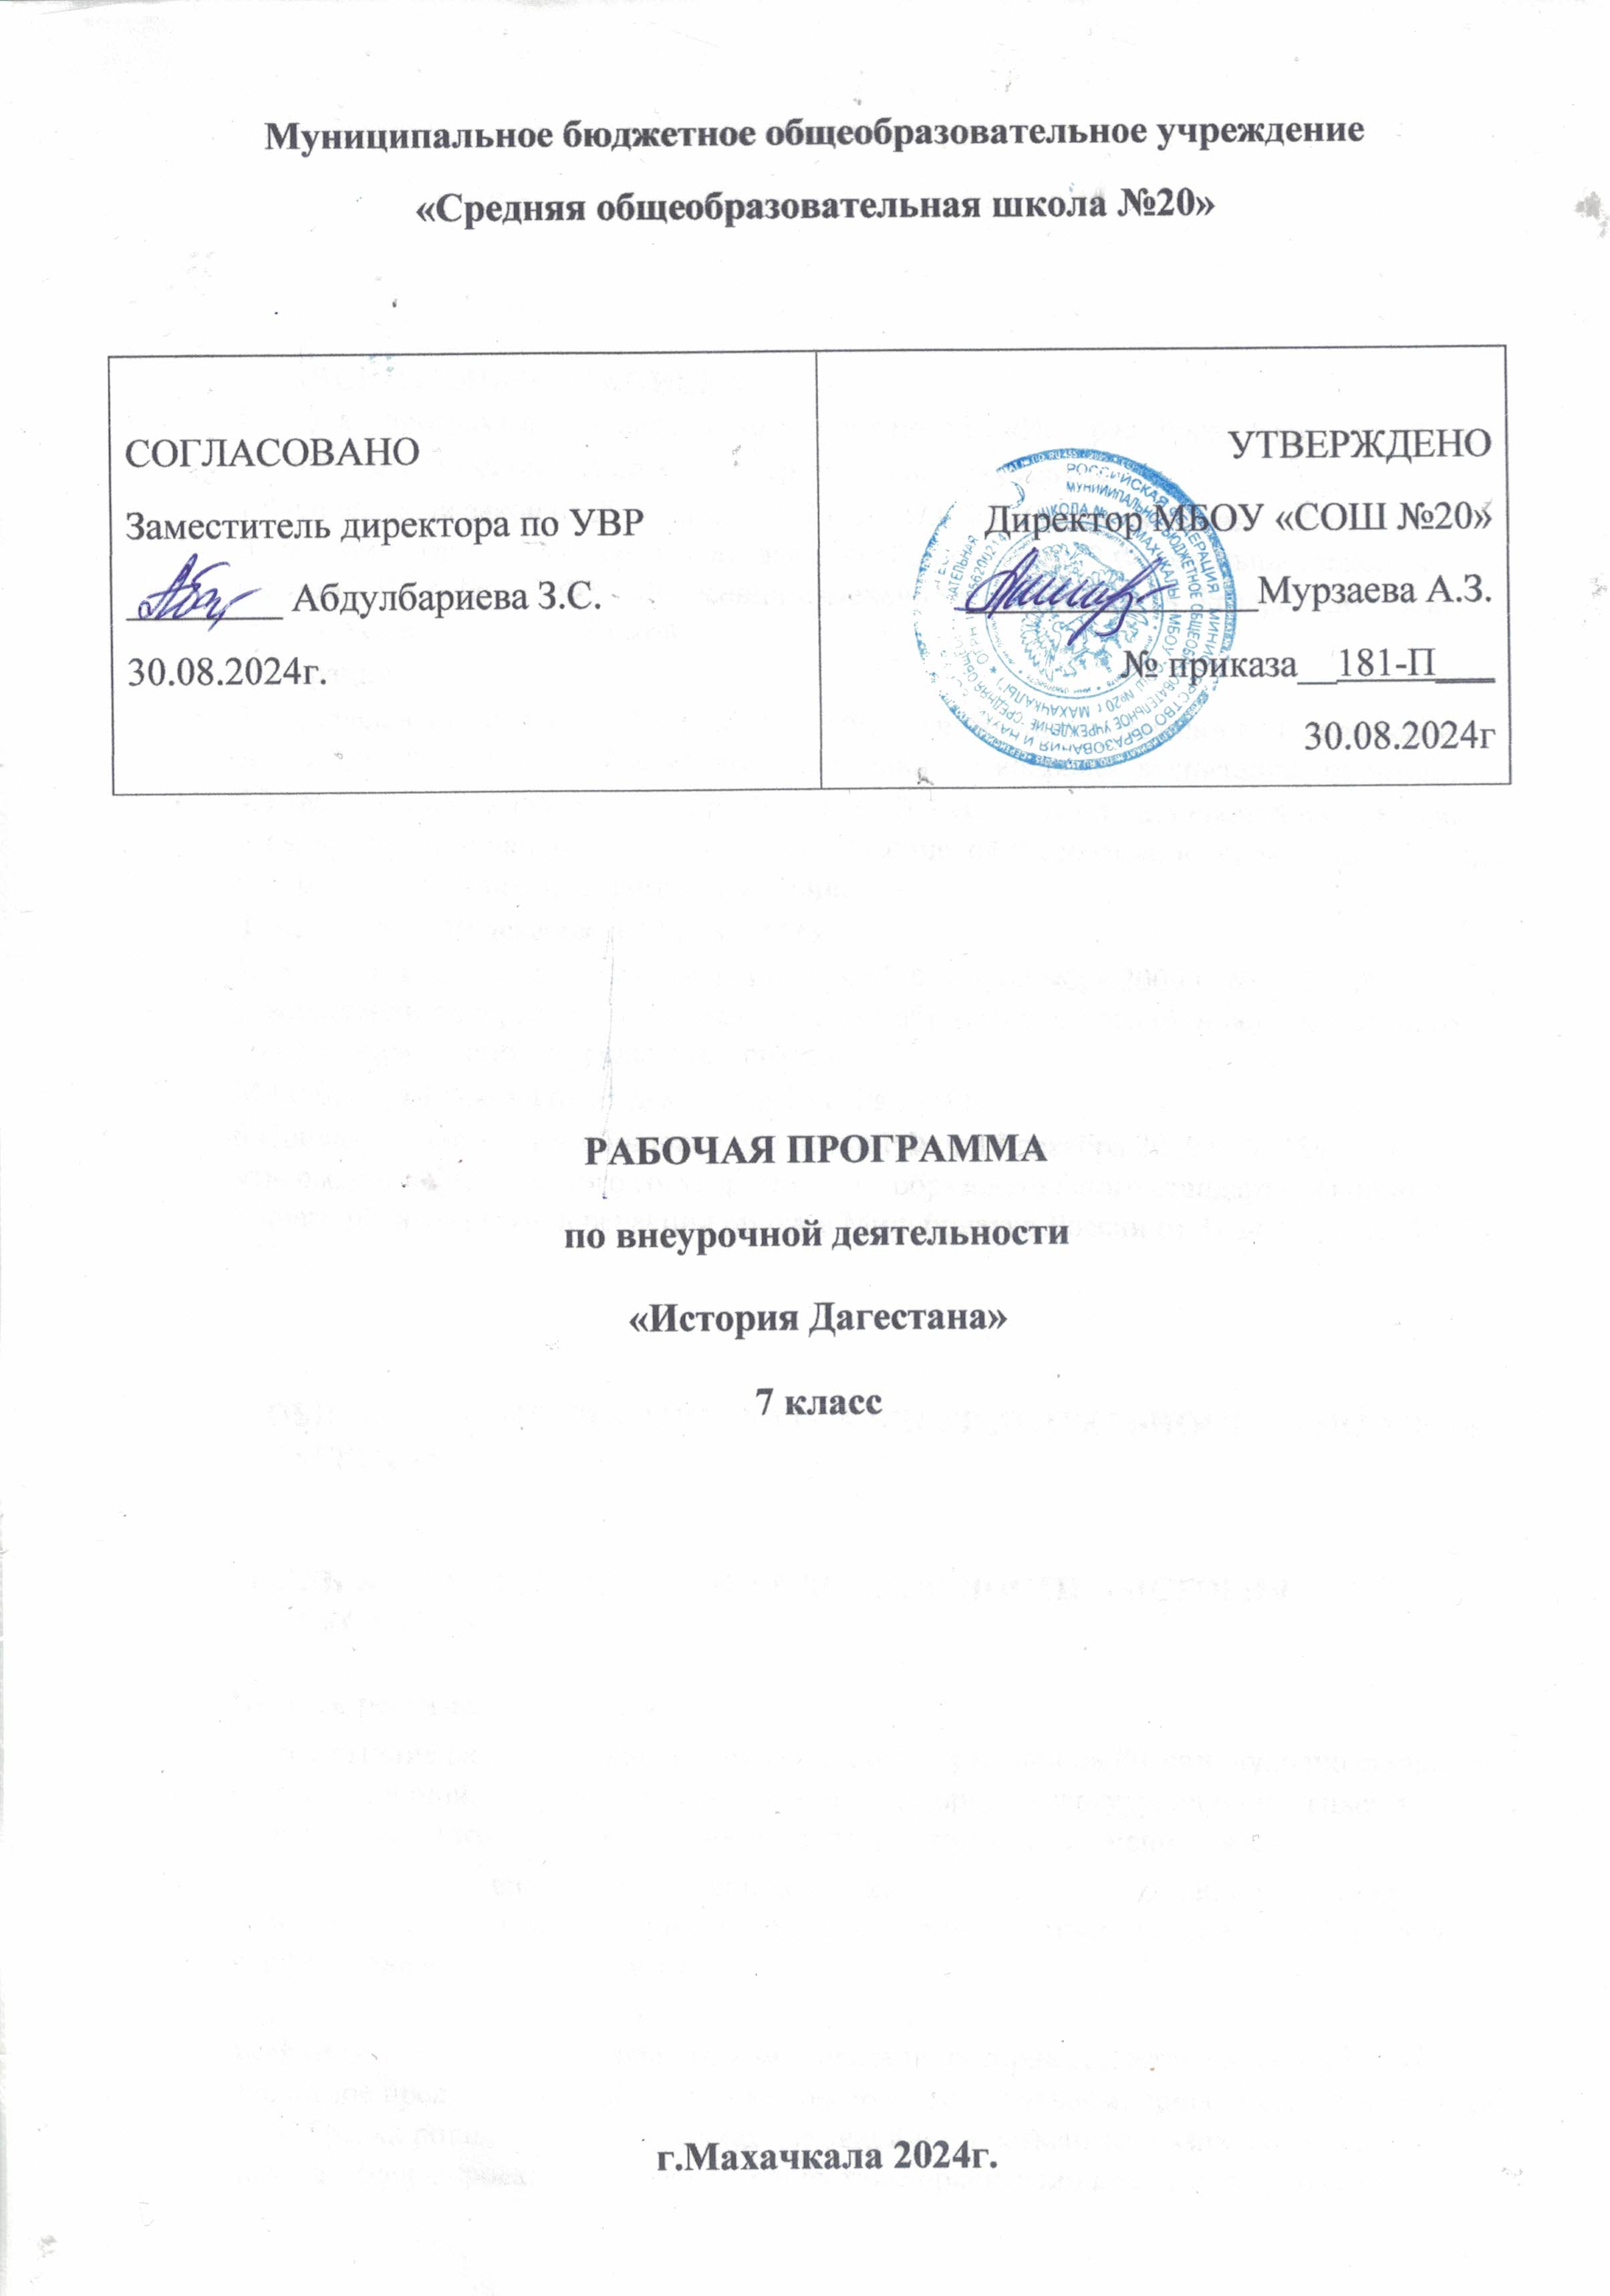 Муниципальное бюджетное общеобразовательное учреждение
«Средняя общеобразовательная школа №20»
СОГЛАСОВАНО
Заместитель директора по УВР
Абдулбариева З.С.
30.08.2024г.
УТВЕРЖДЕНО
Директор МБОУ «СОШ №20»
Мурзаева А.З.
№ приказа__181-П___
30.08.2024г
РАБОЧАЯ ПРОГРАММА
по внеурочной деятельности
«История Дагестана»
7 класс
г.Махачкала 2024г.